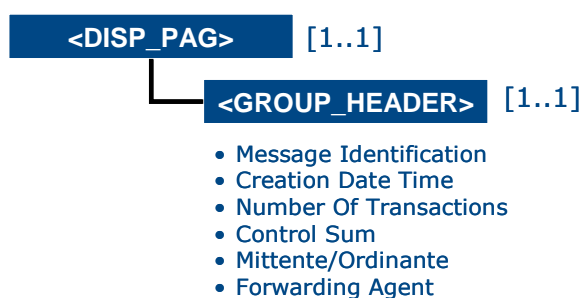 <DISP_PAG> [1..1]
<GROUP_HEADER> [1..1]
• Message Identification
• Creation Date Time
• Number Of Transactions
• Control Sum
• Mittente/Ordinante
• Forwarding Agent